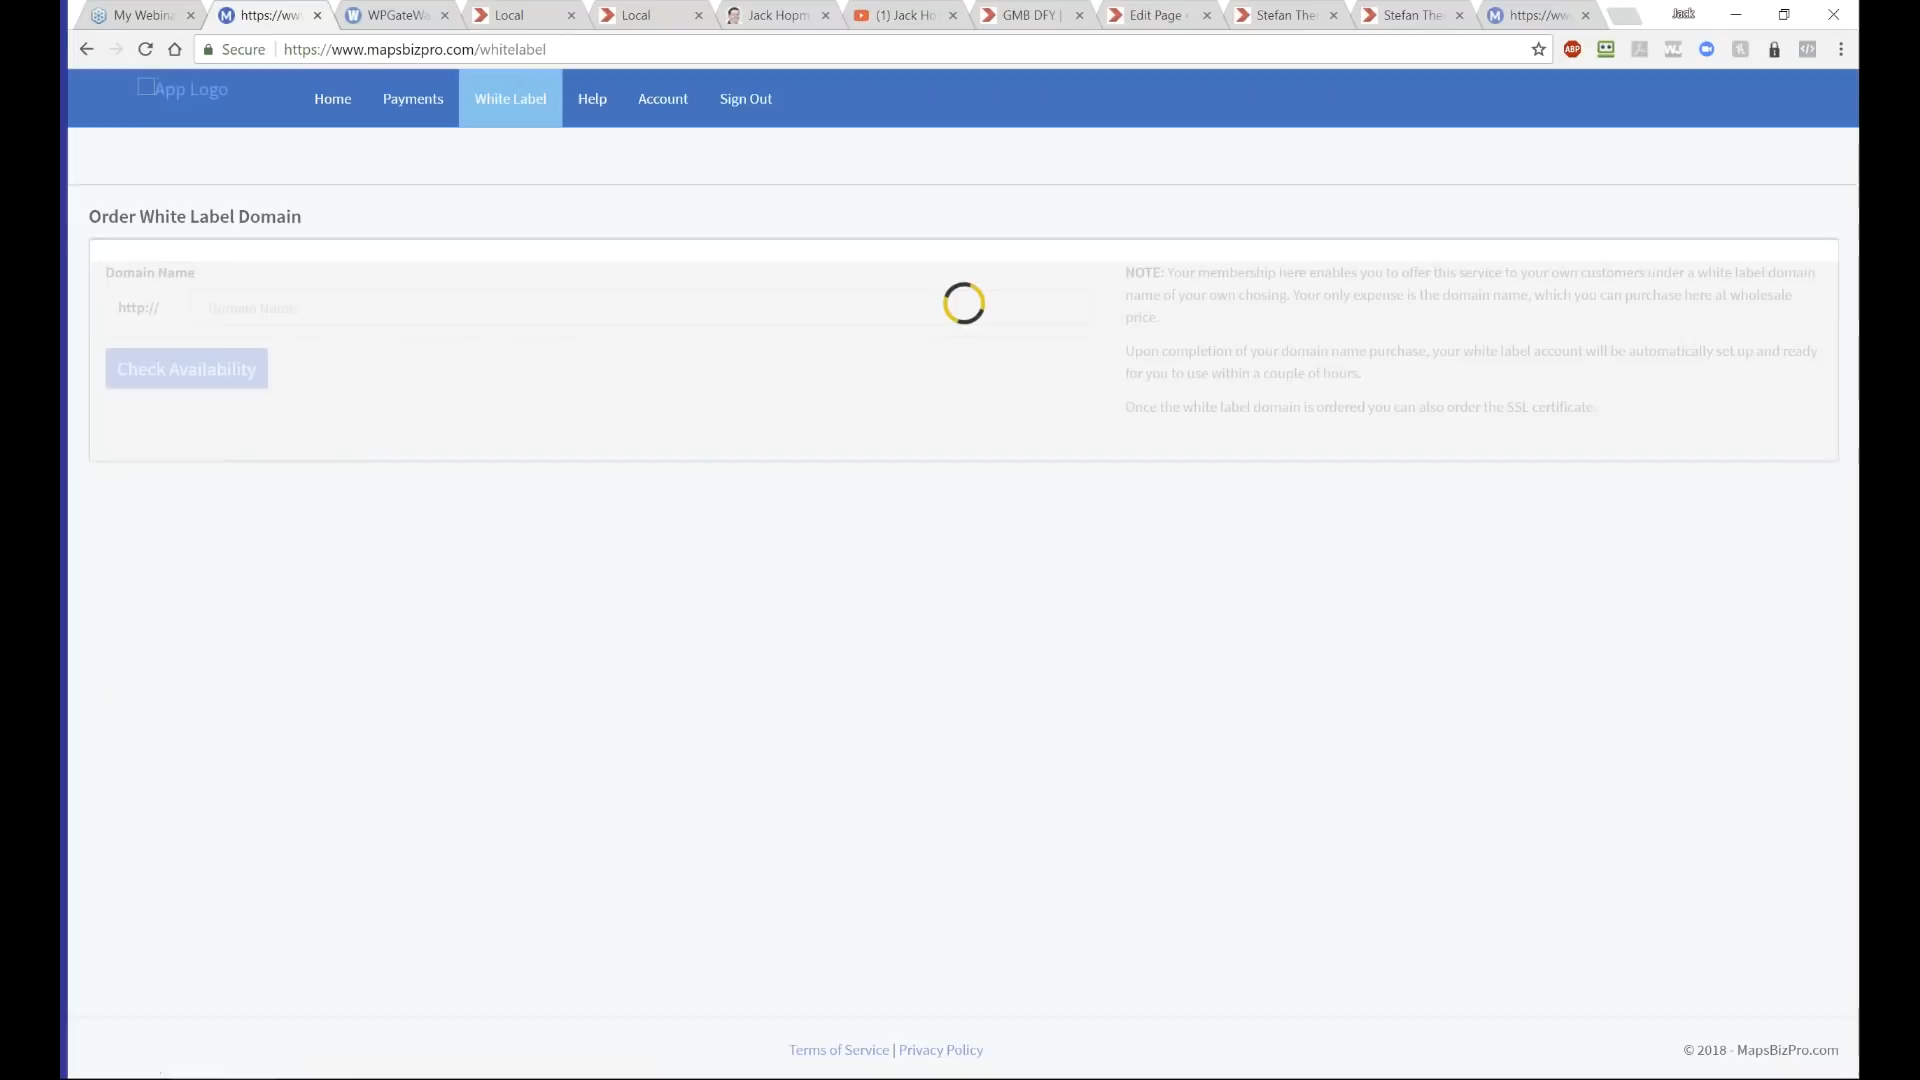 My Webina
https://ww
WPGateWa
Local
Local
Jack Hopm
(1) Jack Ho
GMB DFY |
Edit Page
Stefan The
Stefan The
https://ww
Jack
Secure
https://www.mapsbizpro.com/whitelabel
ABP
App Logo
Home
Payments
White Label
Help
Account
Sign Out
Order White Label Domain
Domain Name
http://
Domain Name
Check Availability
NOTE: Your membership here enables you to offer this service to your own customers under a white label domain
name of your own chosing. Your only expense is the domain name, which you can purchase here at wholesale
price.
Upon completion of your domain name purchase, your white label account will be automatically set up and ready
for you to use within a couple of hours.
Once the white label domain is ordered you can also order the SSL certificate.
Terms of Service | Privacy Policy
© 2018 - MapsBizPro.com